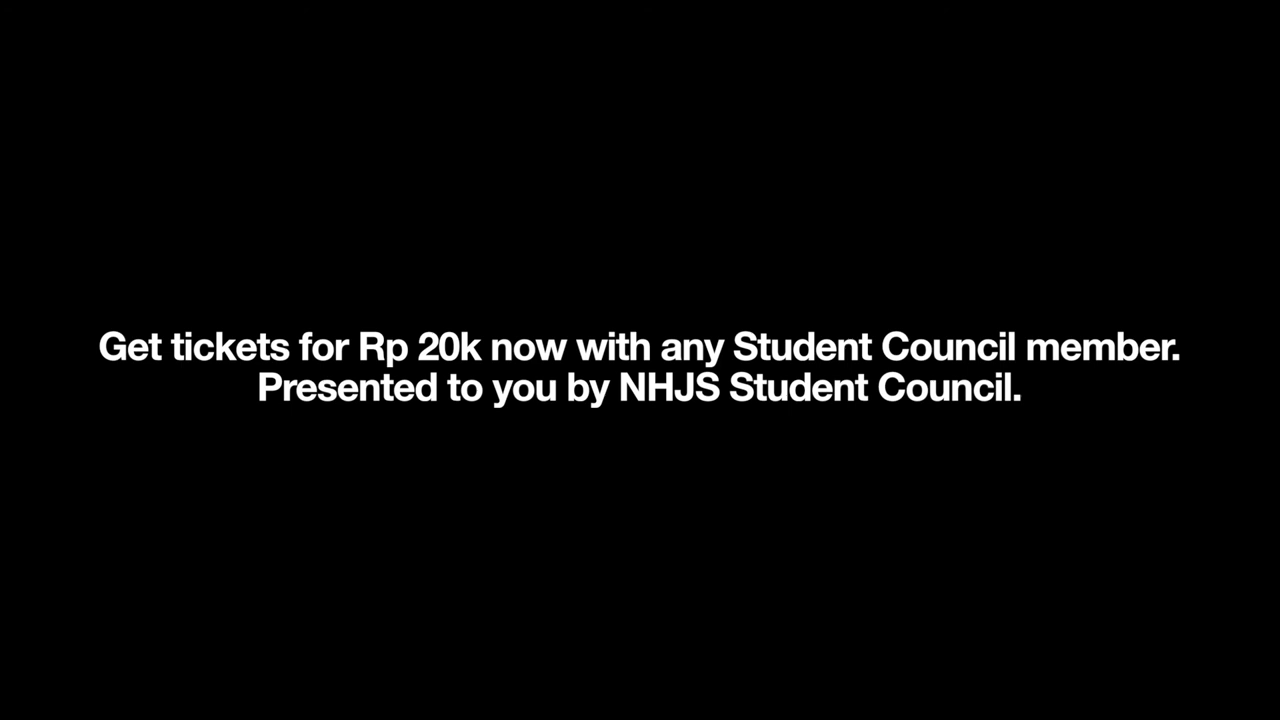 Get tickets for Rp 20k now with any Student Council member.
Presented to you by NHJS Student Council.